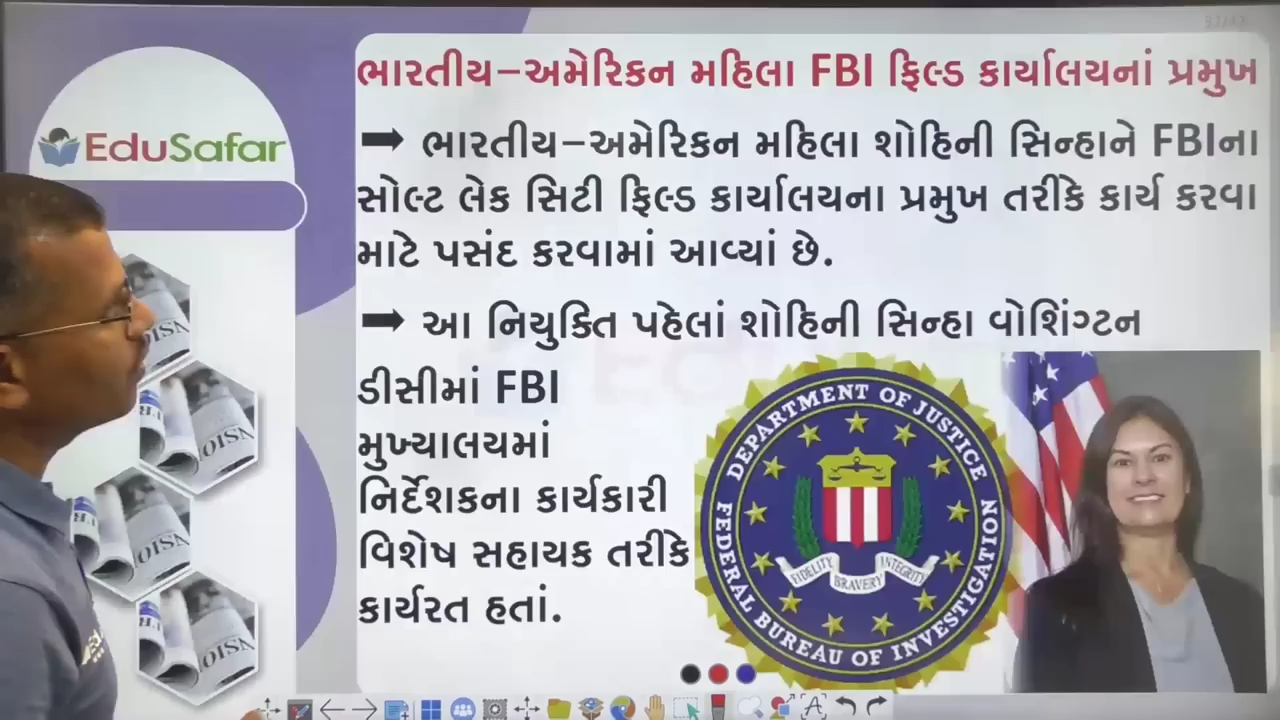 ભારતીય–અમેરિકન મહિલા FBI ફિલ્ડ કાર્યાલયનાં પ્રમુખ
EduSafar
➡ ભારતીય–અમેરિકન મહિલા શોહિની સિન્હાને FBIના
સોલ્ટ લેક સિટી ફિલ્ડ કાર્યાલયના પ્રમુખ તરીકે કાર્ય કરવા
માટે પસંદ કરવામાં આવ્યાં છે.
➡ આ નિયુક્તિ પહેલાં શોહિની સિન્હા વોશિંગ્ટન
ડીસીમાં FBI
મુખ્યાલયમાં
નિર્દેશકના કાર્યકારી
વિશેષ સહાયક તરીકે
કાર્યરત હતાં.
DEPARTMENT OF JUSTICE
FIDELITY BRAVERY INTEGRITY
FEDERAL BUREAU OF INVESTIGATION